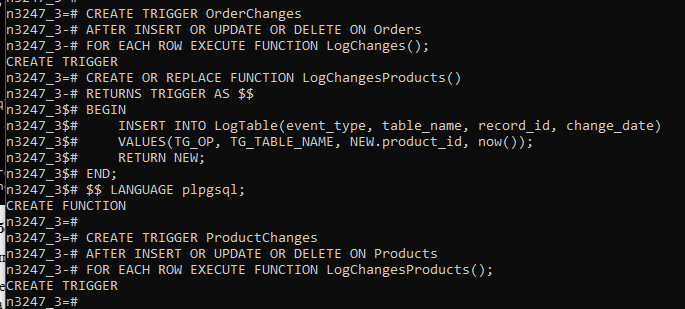 n3247_3=# CREATE TRIGGER OrderChanges
n3247_3-# AFTER INSERT OR UPDATE OR DELETE ON Orders
n3247_3-# FOR EACH ROW EXECUTE FUNCTION LogChanges();
CREATE TRIGGER
n3247_3=# CREATE OR REPLACE FUNCTION LogChangesProducts()
n3247_3-# RETURNS TRIGGER AS $$
n3247_3$# BEGIN
n3247_3$#     INSERT INTO LogTable(event_type, table_name, record_id, change_date)
n3247_3$#     VALUES(TG_OP, TG_TABLE_NAME, NEW.product_id, now());
n3247_3$#     RETURN NEW;
n3247_3$# END;
n3247_3$# $$ LANGUAGE plpgsql;
CREATE FUNCTION
n3247_3=#
n3247_3=# CREATE TRIGGER ProductChanges
n3247_3-# AFTER INSERT OR UPDATE OR DELETE ON Products
n3247_3-# FOR EACH ROW EXECUTE FUNCTION LogChangesProducts();
CREATE TRIGGER
n3247_3=#